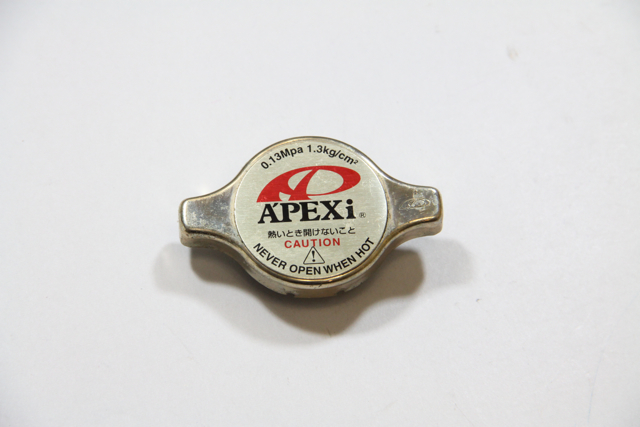 0.13Mpa 1.3kg/cm²
A'PEXi ®
熱いとき開けないこと
CAUTION
NEVER OPEN WHEN HOT